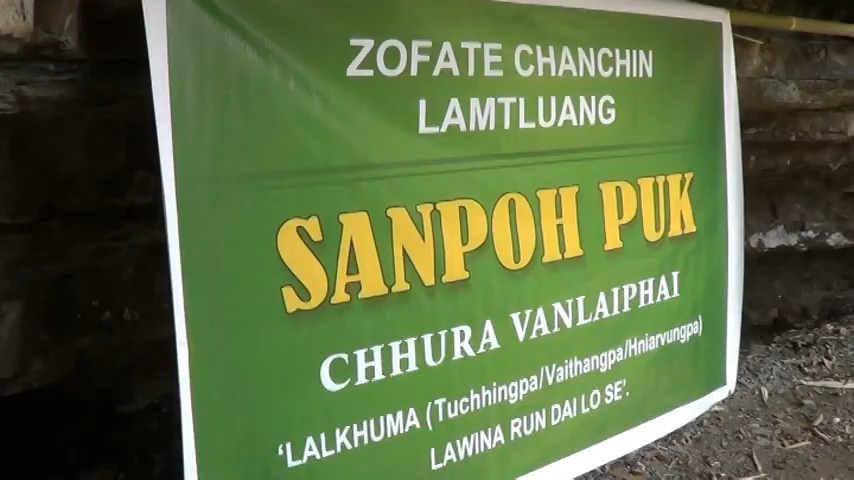 ZOFATE CHANCHIN
LAMTLUANG
SANPOH PUK
CHHURA VANLAIPHAI
‘LALKHUMA (Tuchhingpa/Vaithangpa/Hniarvungpa)
LAWINA RUN DAI LO SE’.